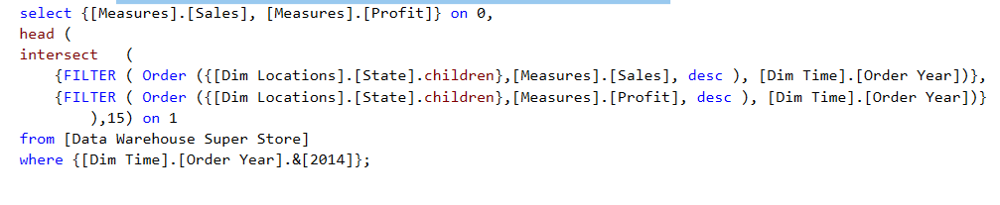 select {[Measures].[Sales], [Measures].[Profit]} on 0,
head (
intersect   (
    {FILTER ( Order ({[Dim Locations].[State].children},[Measures].[Sales], desc ), [Dim Time].[Order Year])},
    {FILTER ( Order ({[Dim Locations].[State].children},[Measures].[Profit], desc ), [Dim Time].[Order Year])}
        ),15) on 1
from [Data Warehouse Super Store]
where {[Dim Time].[Order Year].&[2014]};